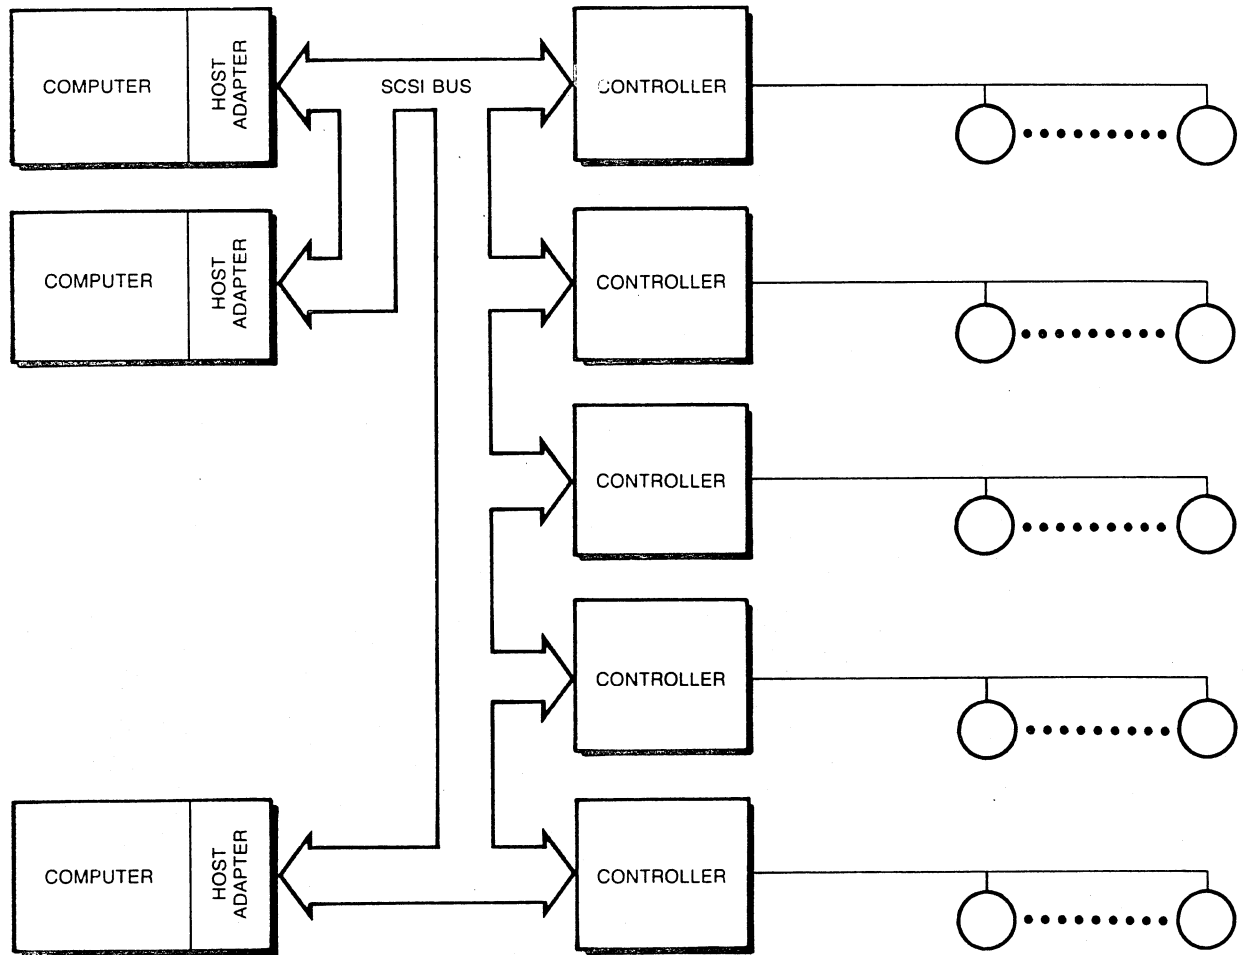 COMPUTER
HOST
ADAPTER
SCSI BUS
CONTROLLER
COMPUTER
HOST
ADAPTER
CONTROLLER
CONTROLLER
CONTROLLER
COMPUTER
HOST
ADAPTER
CONTROLLER